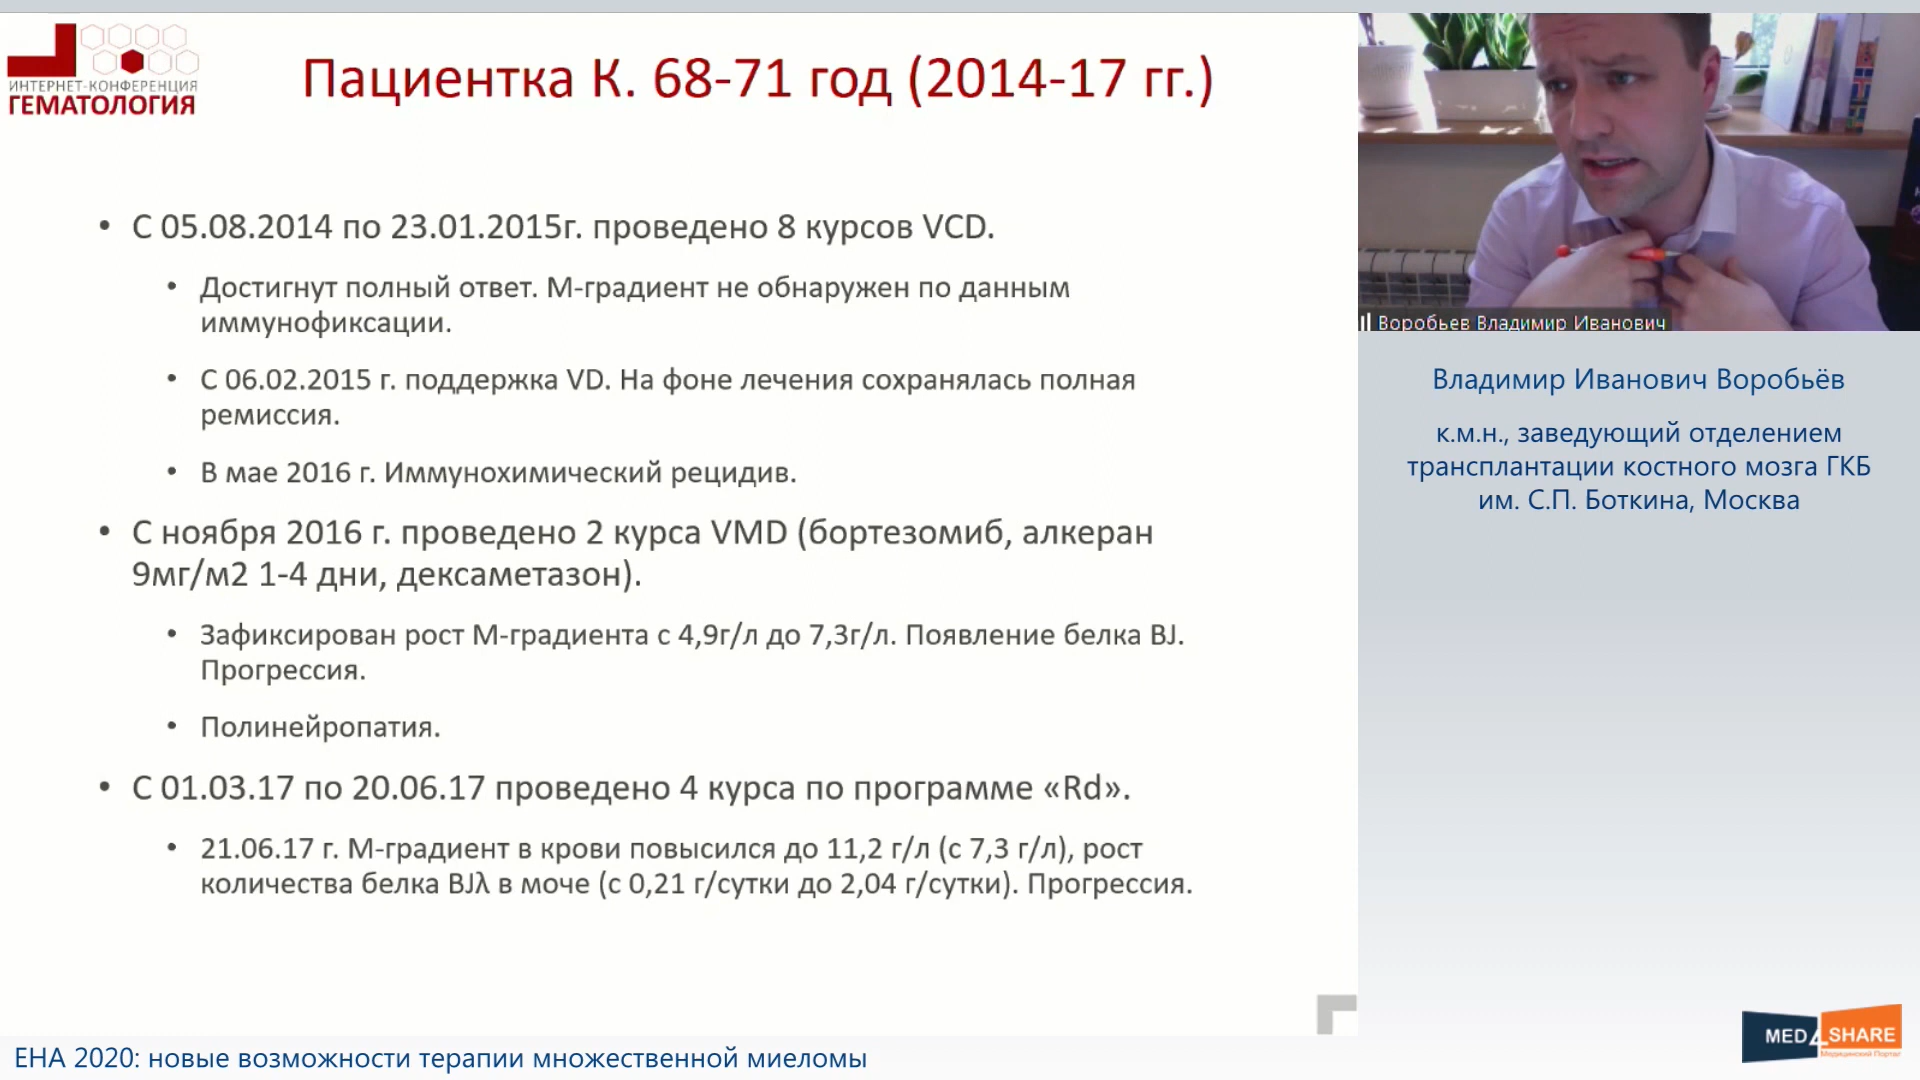 ИНТЕРНЕТ-КОНФЕРЕНЦИЯ
ГЕМАТОЛОГИЯ
Пациентка К. 68-71 год (2014-17 гг.)
• С 05.08.2014 по 23.01.2015г. проведено 8 курсов VCD.
• Достигнут полный ответ. М-градиент не обнаружен по данным
иммунофиксации.
• С 06.02.2015 г. поддержка VD. На фоне лечения сохранялась полная
ремиссия.
• В мае 2016 г. Иммунохимический рецидив.
• С ноября 2016 г. проведено 2 курса VMD (бортезомиб, алкеран
9мг/м2 1-4 дни, дексаметазон).
• Зафиксирован рост М-градиента с 4,9г/л до 7,3г/л. Появление белка BJ.
Прогрессия.
• Полинейропатия.
• С 01.03.17 по 20.06.17 проведено 4 курса по программе «Rd».
• 21.06.17 г. М-градиент в крови повысился до 11,2 г/л (с 7,3 г/л), рост
количества белка BJλ в моче (с 0,21 г/сутки до 2,04 г/сутки). Прогрессия.
Воробьев Владимир Иванович
Владимир Иванович Воробьёв
к.м.н., заведующий отделением
трансплантации костного мозга ГКБ
им. С.П. Боткина, Москва
MED4SHARE
Медицинский Портал
ЕНА 2020: новые возможности терапии множественной миеломы